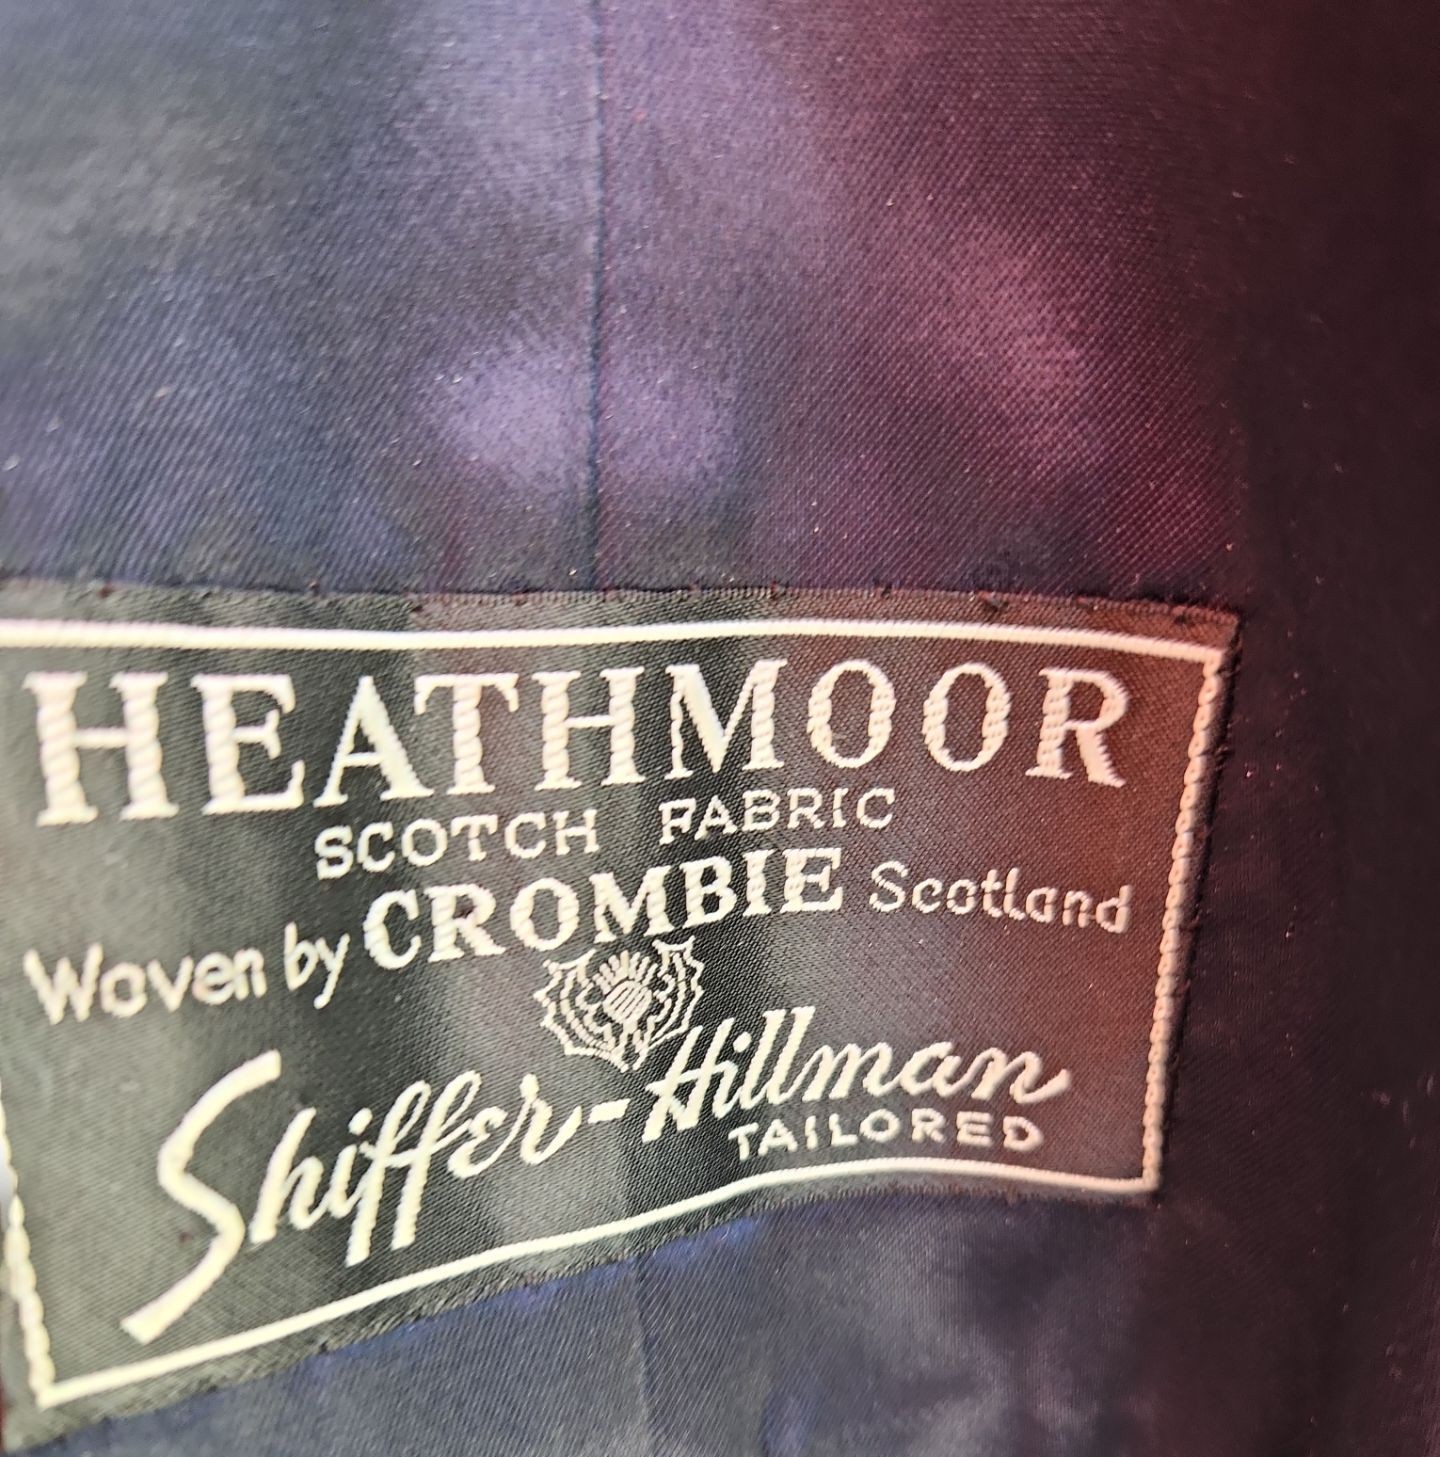 HEATHMOOR
SCOTCH FABRIC
Woven by CROMBIE Scotland
Shiffer-Hillman
TAILORED